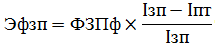 Эфзп = ФЗПф × (Iзп − Iпт) / Iзп